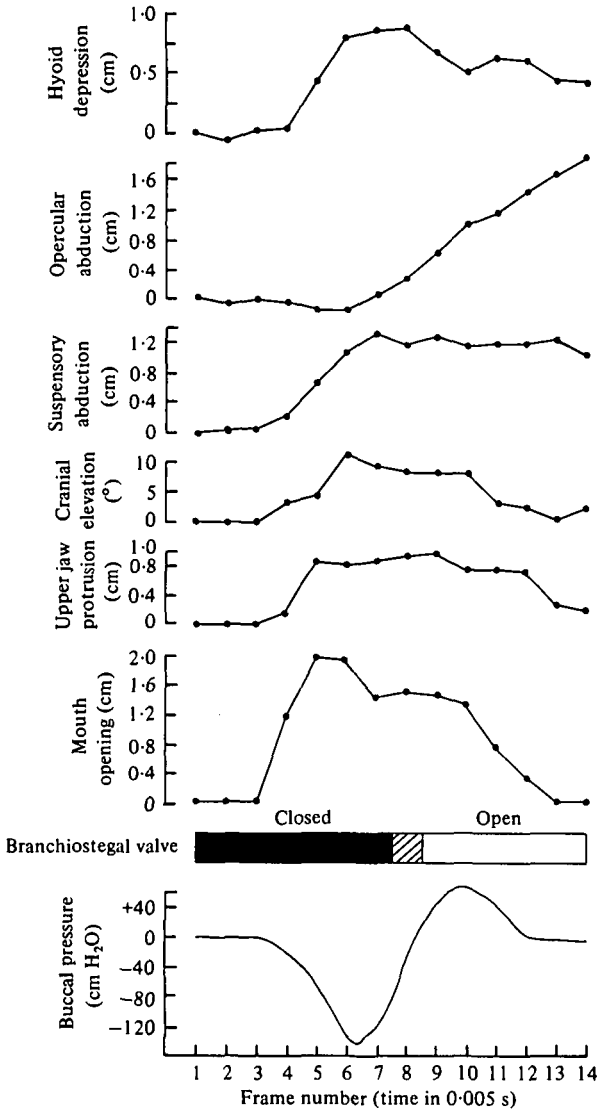 Hyoid
depression
(cm)
1·0
0·5
0
Opercular
abduction
(cm)
1·6
1·2
0·8
0·4
0
Suspensory
abduction
(cm)
1·2
0·8
0·4
0
Cranial
elevation
(°)
10
5
0
Upper jaw
protrusion
(cm)
1·0
0·8
0·4
0
Mouth
opening (cm)
2·0
1·6
1·2
0·8
0·4
0
Closed Open
Branchiostegal valve
Buccal pressure
(cm H₂O)
+40
0
−40
−80
−120
1 2 3 4 5 6 7 8 9 10 11 12 13 14
Frame number (time in 0·005 s)